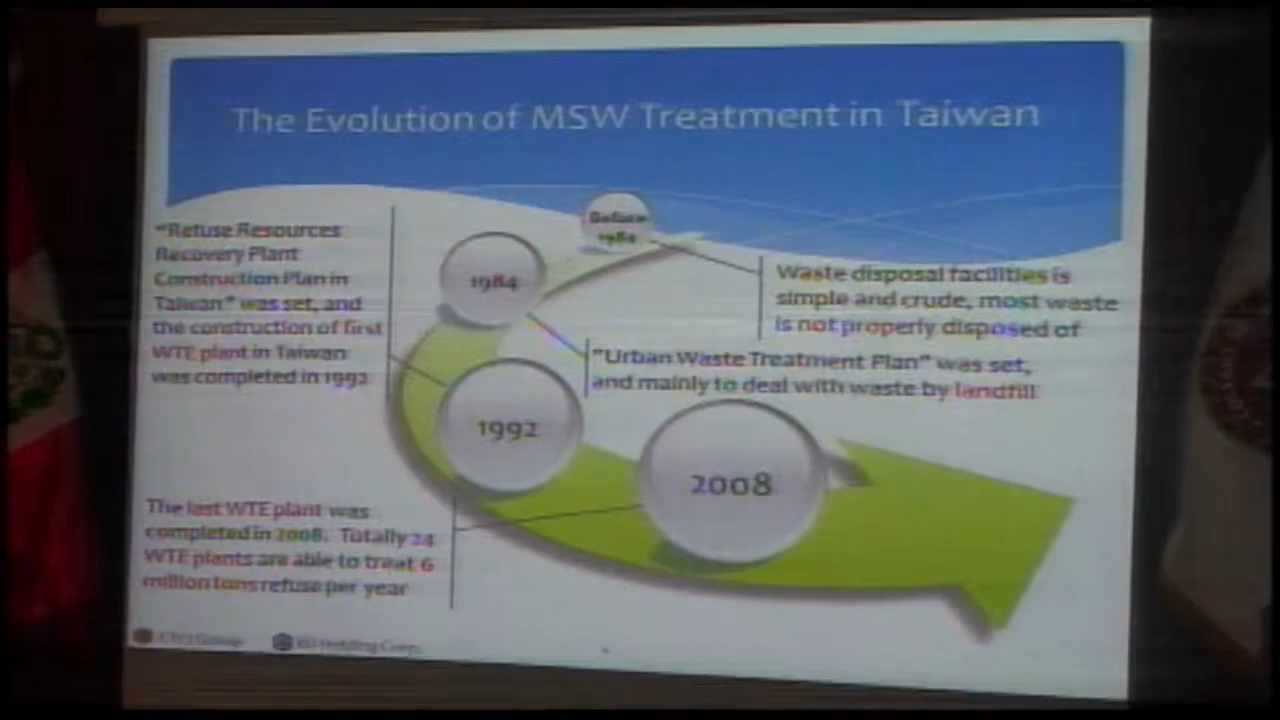 The Evolution of MSW Treatment in Taiwan
Before
1984
Waste disposal facilities is
simple and crude, most waste
is not properly disposed of
1984
"Urban Waste Treatment Plan" was set,
and mainly to deal with waste by landfill
"Refuse Resources
Recovery Plant
Construction Plan in
Taiwan" was set, and
the construction of first
WTE plant in Taiwan
was completed in 1992
1992
2008
The last WTE plant was
completed in 2008. Totally 24
WTE plants are able to treat 6
million tons refuse per year
Group
Holding Corp.